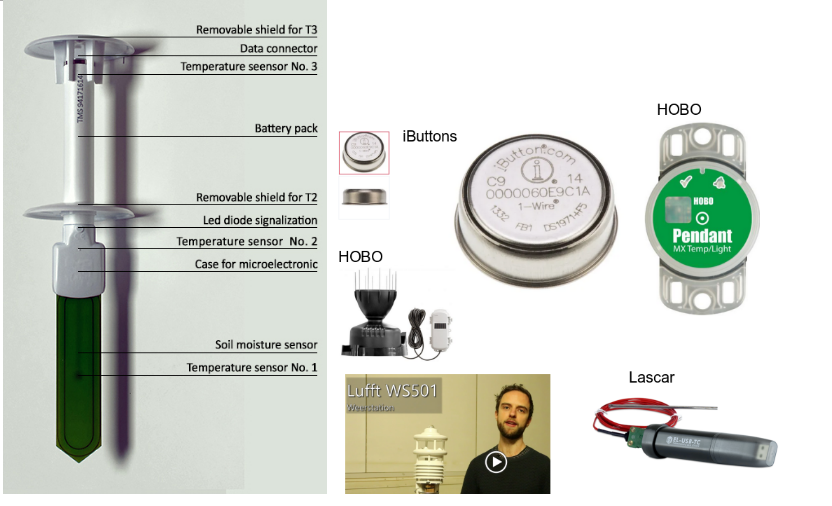 Removable shield for T3
Data connector
Temperature seensor No. 3
TMS 94171614
Battery pack
Removable shield for T2
Led diode signalization
Temperature sensor No. 2
Case for microelectronic
Soil moisture sensor
Temperature sensor No. 1
iButtons
iButton.com
C9 14
0000060E9C1A
1-Wire®
1332 FB1 DS1971+F5
HOBO
HOBO
Pendant
MX Temp/Light
HOBO
Lufft WS501
Weerstation
Lascar
EL-USB-TC